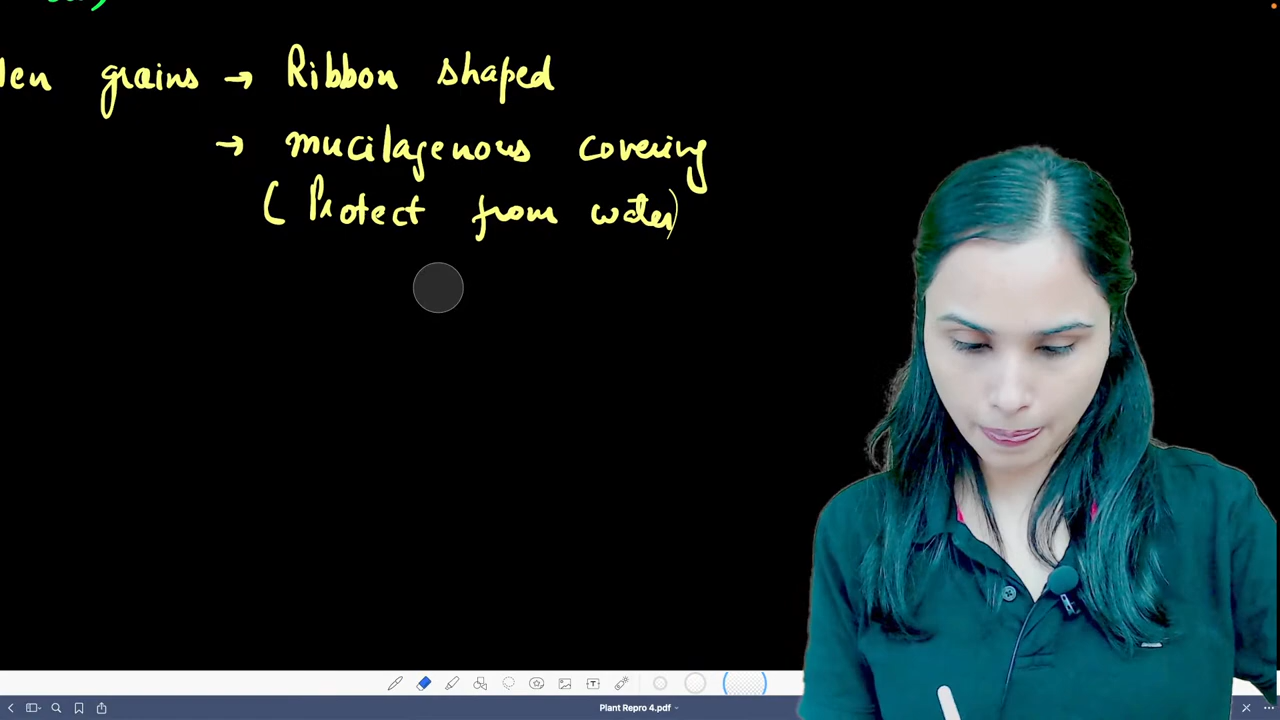 grains → Ribbon shaped
→ mucilagenous covering
(Protect from water)
Plant Repro 4.pdf